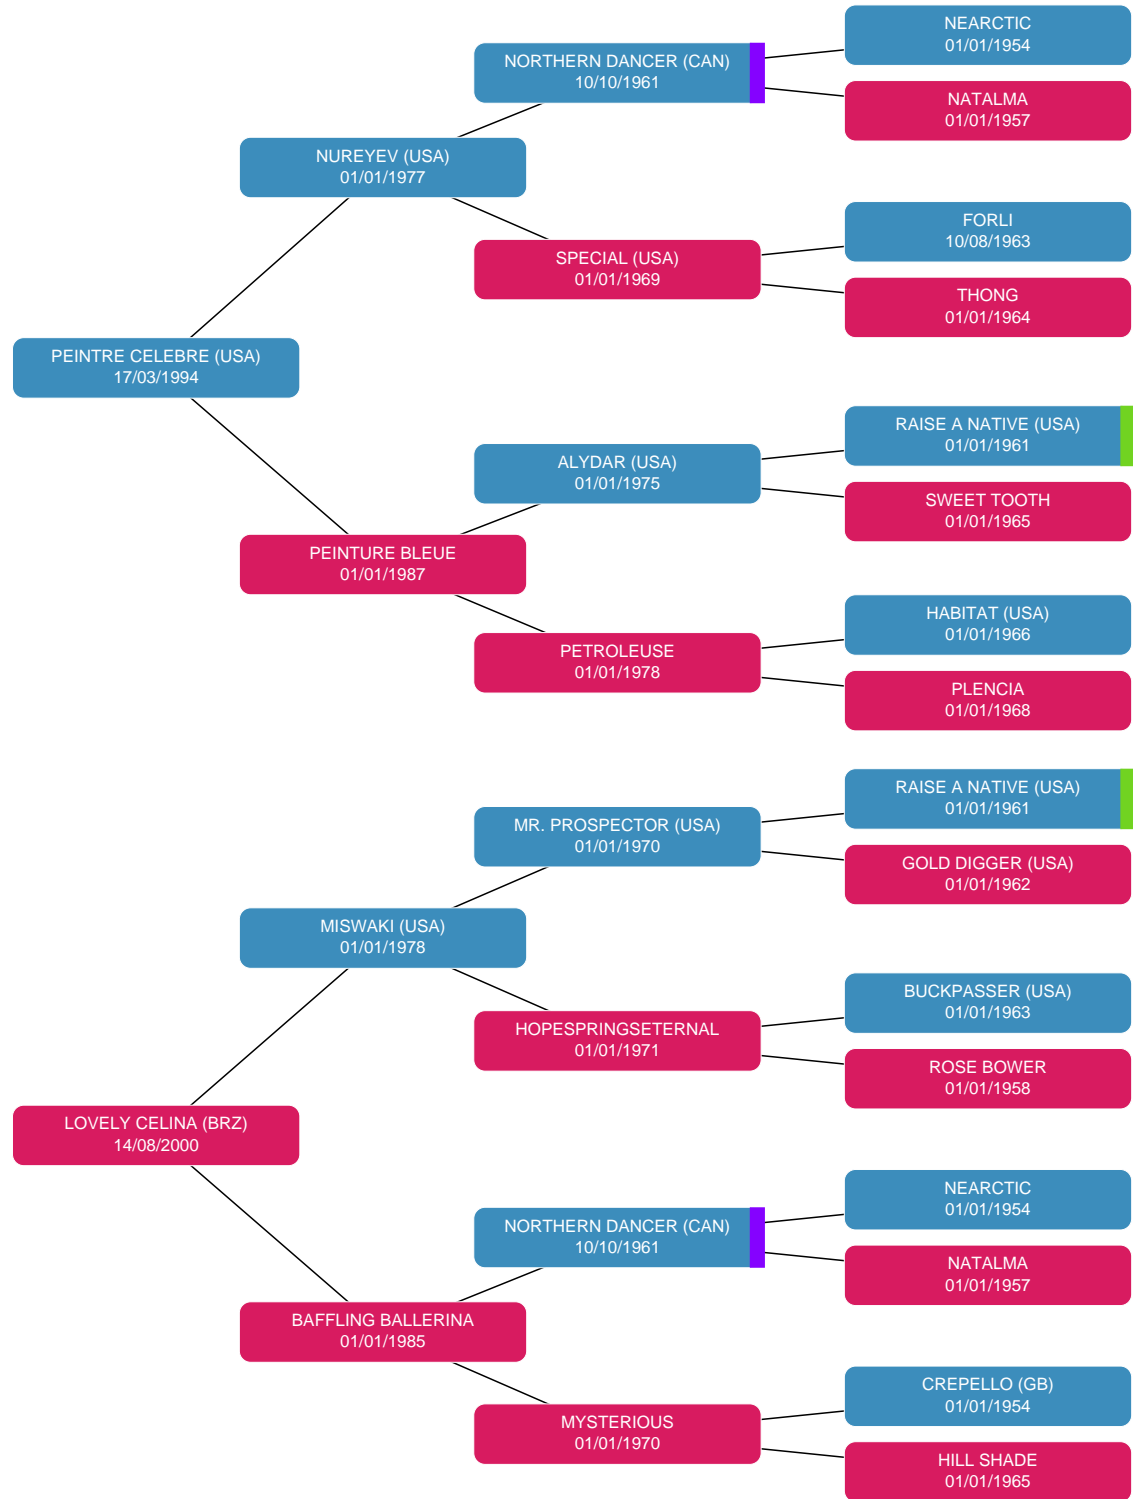 NEARCTIC
01/01/1954
NORTHERN DANCER (CAN)
10/10/1961
NATALMA
01/01/1957
NUREYEV (USA)
01/01/1977
FORLI
10/08/1963
SPECIAL (USA)
01/01/1969
THONG
01/01/1964
PEINTRE CELEBRE (USA)
17/03/1994
RAISE A NATIVE (USA)
01/01/1961
ALYDAR (USA)
01/01/1975
SWEET TOOTH
01/01/1965
PEINTURE BLEUE
01/01/1987
HABITAT (USA)
01/01/1966
PETROLEUSE
01/01/1978
PLENCIA
01/01/1968
RAISE A NATIVE (USA)
01/01/1961
MR. PROSPECTOR (USA)
01/01/1970
GOLD DIGGER (USA)
01/01/1962
MISWAKI (USA)
01/01/1978
BUCKPASSER (USA)
01/01/1963
HOPESPRINGSETERNAL
01/01/1971
ROSE BOWER
01/01/1958
LOVELY CELINA (BRZ)
14/08/2000
NEARCTIC
01/01/1954
NORTHERN DANCER (CAN)
10/10/1961
NATALMA
01/01/1957
BAFFLING BALLERINA
01/01/1985
CREPELLO (GB)
01/01/1954
MYSTERIOUS
01/01/1970
HILL SHADE
01/01/1965